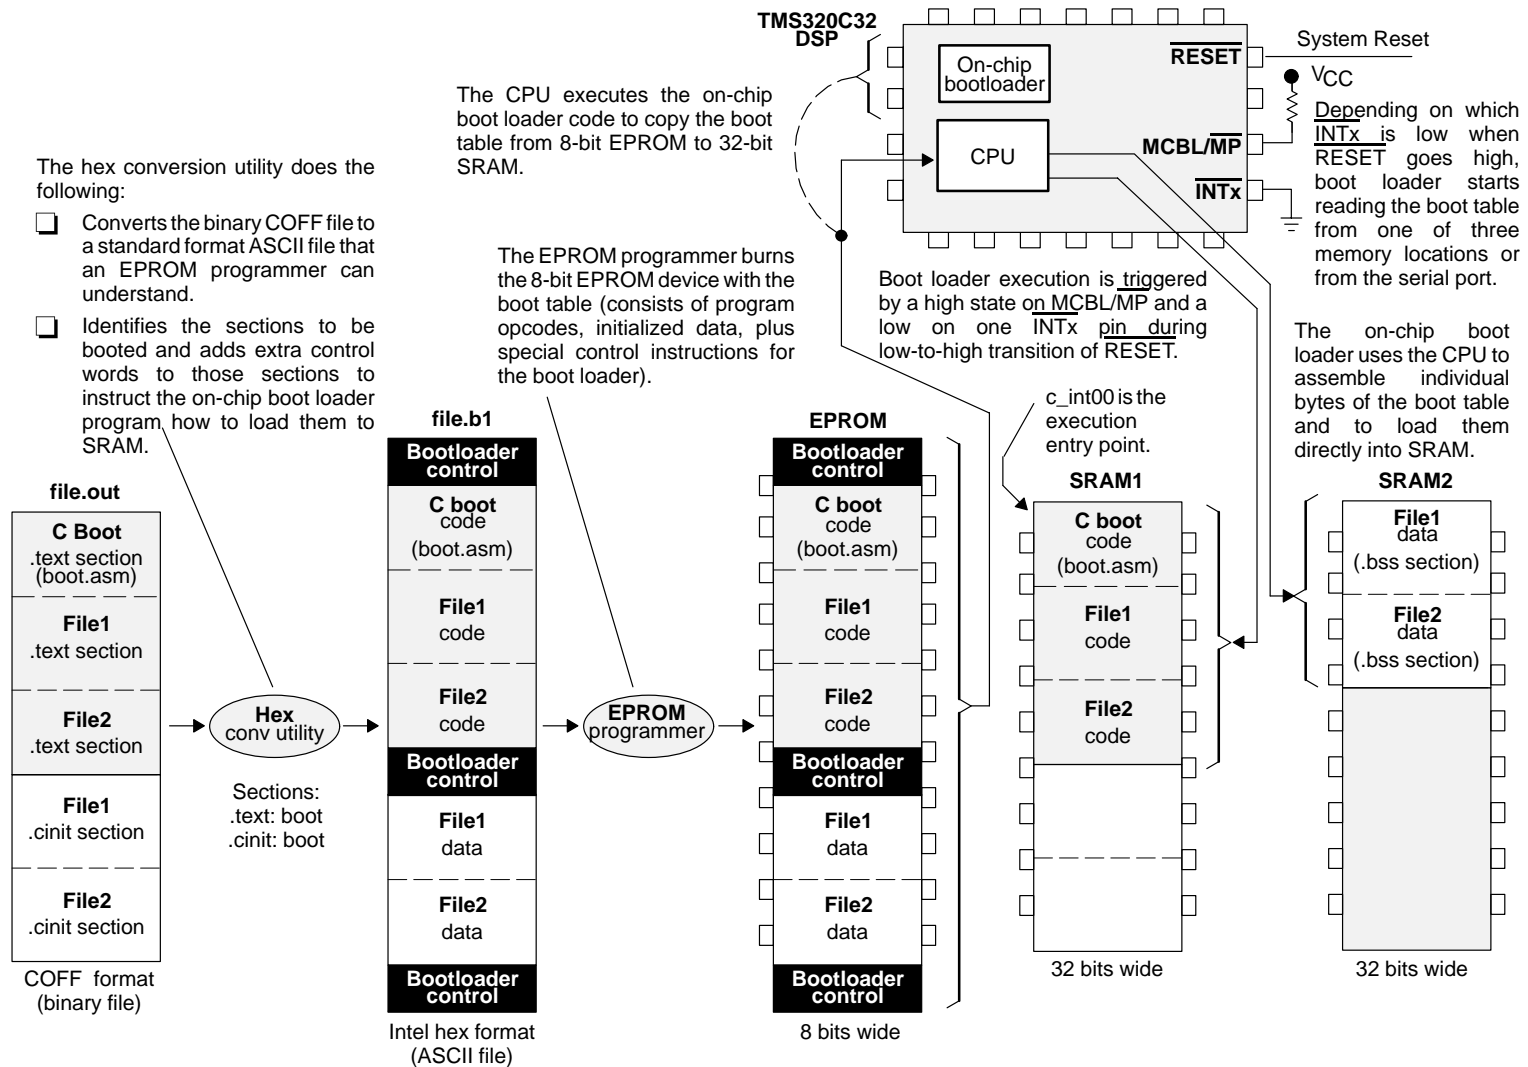 TMS320C32
DSP
On-chip
bootloader
CPU
RESET
MCBL/MP
INTx
System Reset
VCC
Depending on which
INTx is low when
RESET goes high,
boot loader starts
reading the boot table
from one of three
memory locations or
from the serial port.
The CPU executes the on-chip
boot loader code to copy the boot
table from 8-bit EPROM to 32-bit
SRAM.
The hex conversion utility does the
following:
Converts the binary COFF file to
a standard format ASCII file that
an EPROM programmer can
understand.
Identifies the sections to be
booted and adds extra control
words to those sections to
instruct the on-chip boot loader
program how to load them to
SRAM.
The EPROM programmer burns
the 8-bit EPROM device with the
boot table (consists of program
opcodes, initialized data, plus
special control instructions for
the boot loader).
Boot loader execution is triggered
by a high state on MCBL/MP and a
low on one INTx pin during
low-to-high transition of RESET.
The on-chip boot
loader uses the CPU to
assemble individual
bytes of the boot table
and to load them
directly into SRAM.
c_int00 is the
execution
entry point.
file.out
C Boot
.text section
(boot.asm)
File1
.text section
File2
.text section
File1
.cinit section
File2
.cinit section
COFF format
(binary file)
Hex
conv utility
Sections:
.text: boot
.cinit: boot
file.b1
Bootloader
control
C boot
code
(boot.asm)
File1
code
File2
code
Bootloader
control
File1
data
File2
data
Bootloader
control
Intel hex format
(ASCII file)
EPROM
programmer
EPROM
Bootloader
control
C boot
code
(boot.asm)
File1
code
File2
code
Bootloader
control
File1
data
File2
data
Bootloader
control
8 bits wide
SRAM1
C boot
code
(boot.asm)
File1
code
File2
code
32 bits wide
SRAM2
File1
data
(.bss section)
File2
data
(.bss section)
32 bits wide